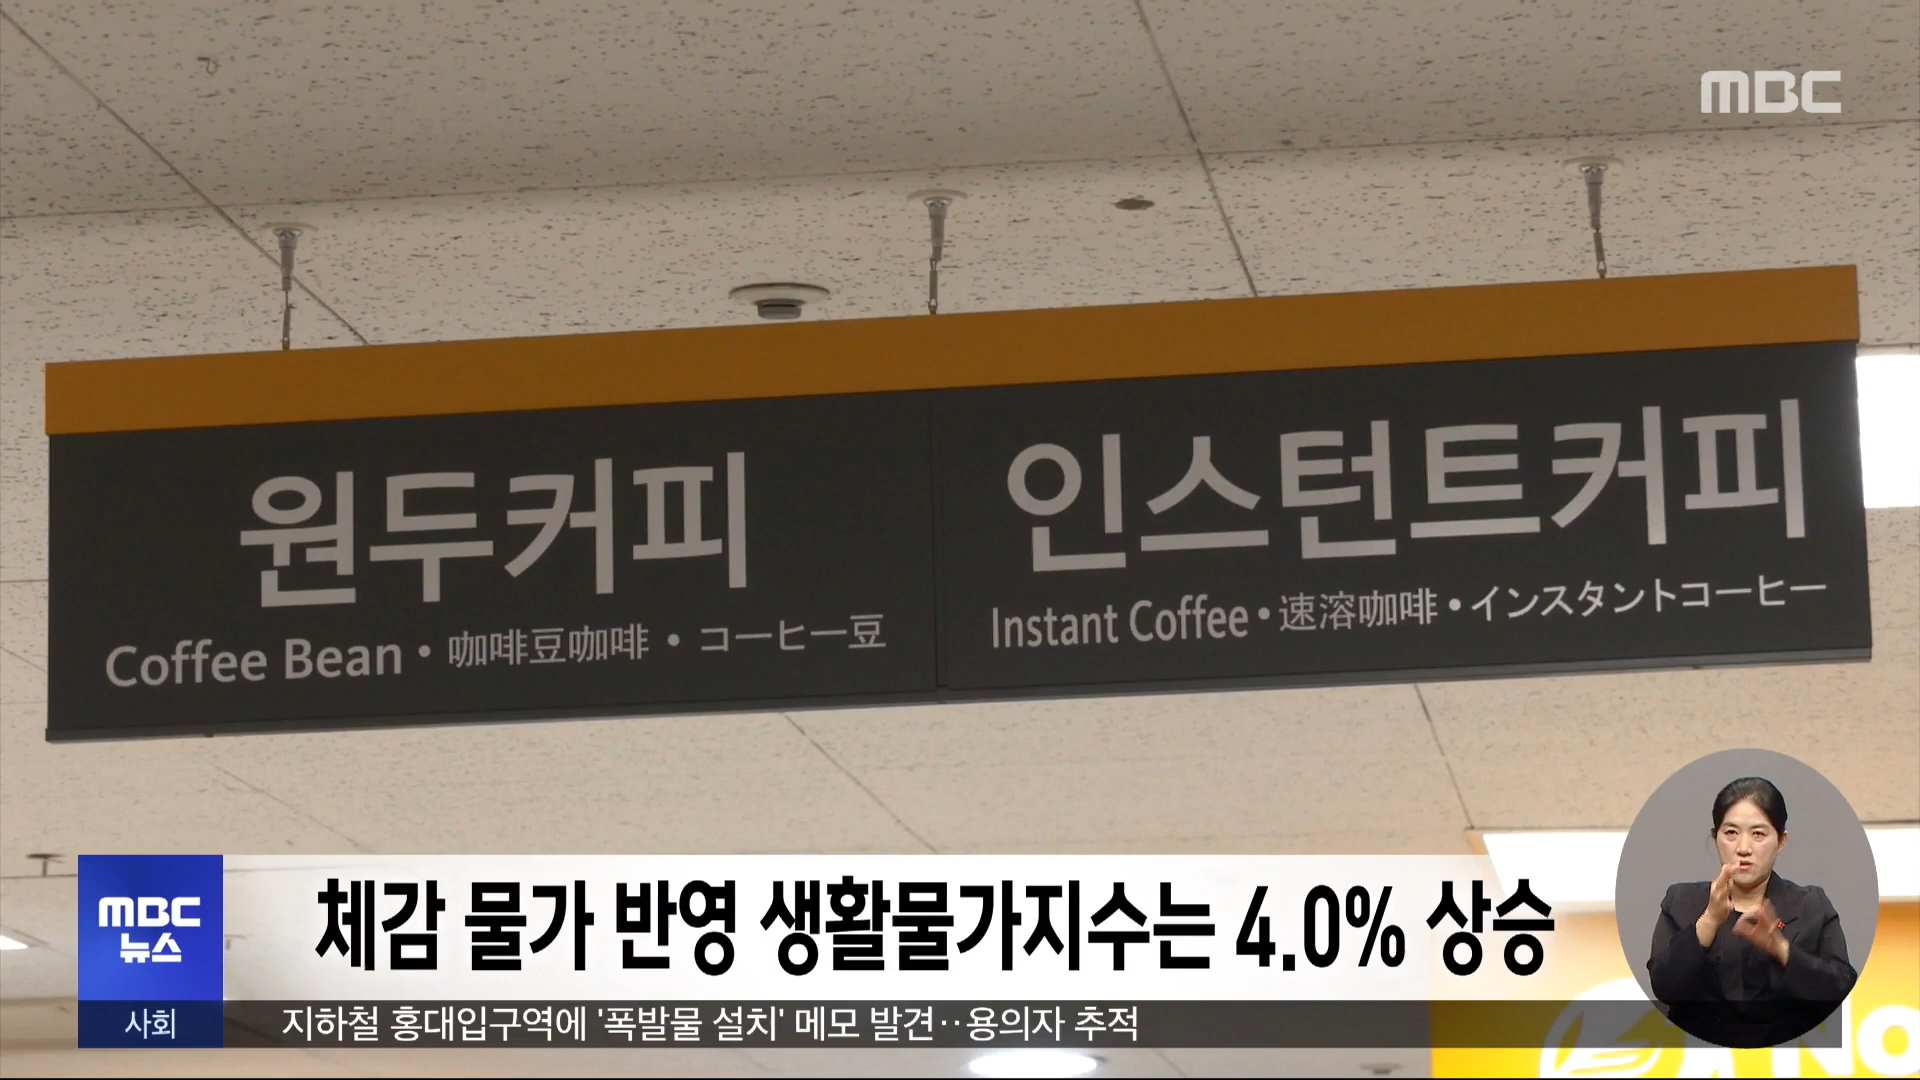 MBC
원두커피
Coffee Bean • 咖啡豆咖啡 • コーヒー豆
인스턴트커피
Instant Coffee • 速溶咖啡 • インスタントコーヒー
MBC
뉴스
체감 물가 반영 생활물가지수는 4.0% 상승
사회
지하철 홍대입구역에 '폭발물 설치' 메모 발견‥용의자 추적
No